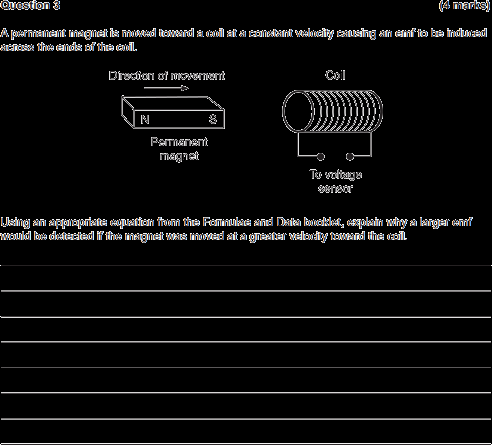 Question 3 (4 marks)
A permanent magnet is moved toward a coil at a constant velocity causing an emf to be induced
across the ends of the coil.
Direction of movement
Coil
N S
Permanent
magnet
To voltage
sensor
Using an appropriate equation from the Formulae and Data booklet, explain why a larger emf
would be detected if the magnet was moved at a greater velocity toward the coil.